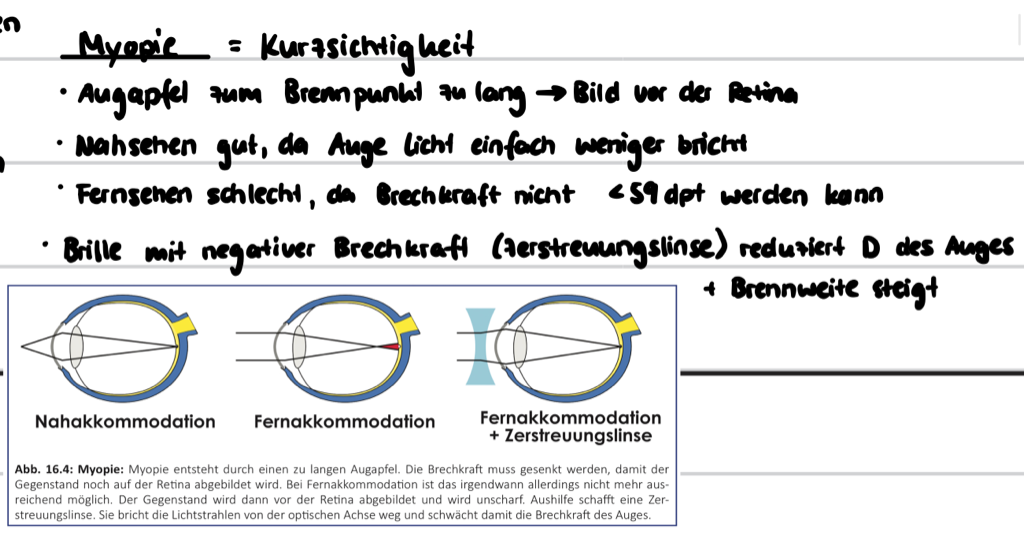 en
Myopie = Kurzsichtigkeit
• Augapfel zum Brennpunkt zu lang → Bild vor der Retina
• Nahsehen gut, da Auge Licht einfach weniger bricht
• Fernsehen schlecht, da Brechkraft nicht < 59 dpt werden kann
• Brille mit negativer Brechkraft (Zerstreuungslinse) reduziert D des Auges
+ Brennweite steigt
Nahakkommodation
Fernakkommodation
Fernakkommodation
+ Zerstreuungslinse
Abb. 16.4: Myopie: Myopie entsteht durch einen zu langen Augapfel. Die Brechkraft muss gesenkt werden, damit der
Gegenstand noch auf der Retina abgebildet wird. Bei Fernakkommodation ist das irgendwann allerdings nicht mehr aus-
reichend möglich. Der Gegenstand wird dann vor der Retina abgebildet und wird unscharf. Aushilfe schafft eine Zer-
streuungslinse. Sie bricht die Lichtstrahlen von der optischen Achse weg und schwächt damit die Brechkraft des Auges.